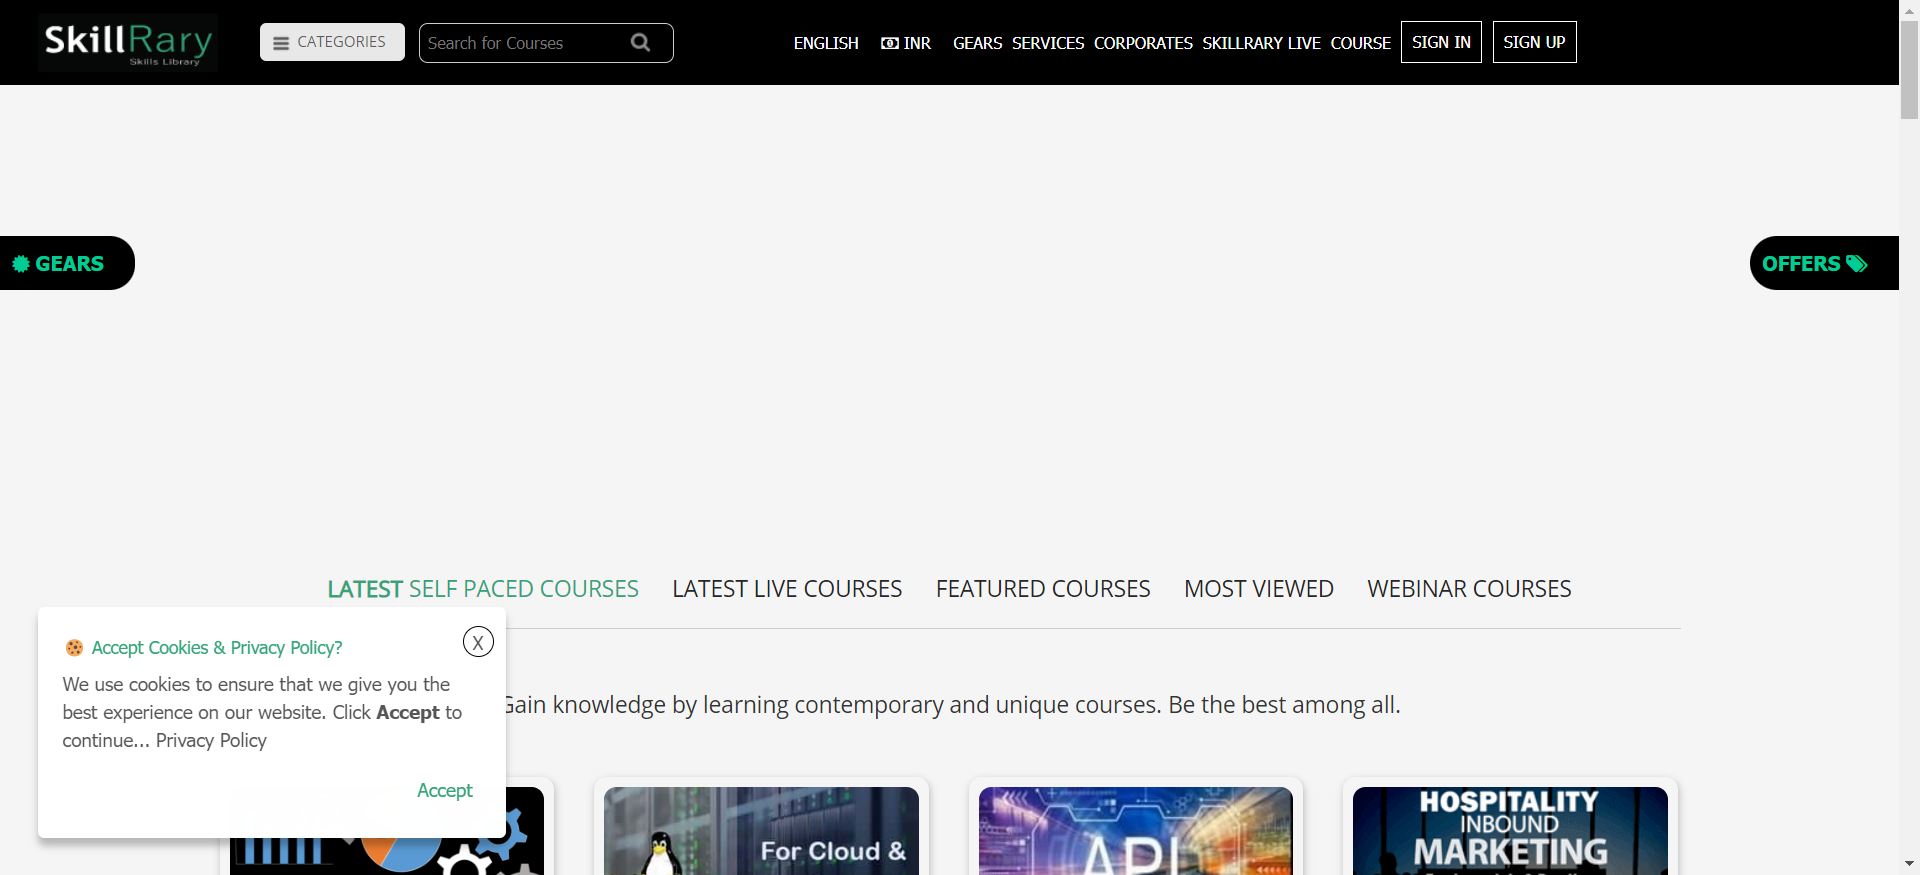 SkillRary
Skills Library
CATEGORIES
Search for Courses
ENGLISH
INR
GEARS
SERVICES
CORPORATES
SKILLRARY LIVE
COURSE
SIGN IN
SIGN UP
GEARS
OFFERS
LATEST SELF PACED COURSES
LATEST LIVE COURSES
FEATURED COURSES
MOST VIEWED
WEBINAR COURSES
Accept Cookies & Privacy Policy?
X
We use cookies to ensure that we give you the
best experience on our website. Click Accept to
continue... Privacy Policy
Accept
Gain knowledge by learning contemporary and unique courses. Be the best among all.
For Cloud &
API
HOSPITALITY
INBOUND
MARKETING